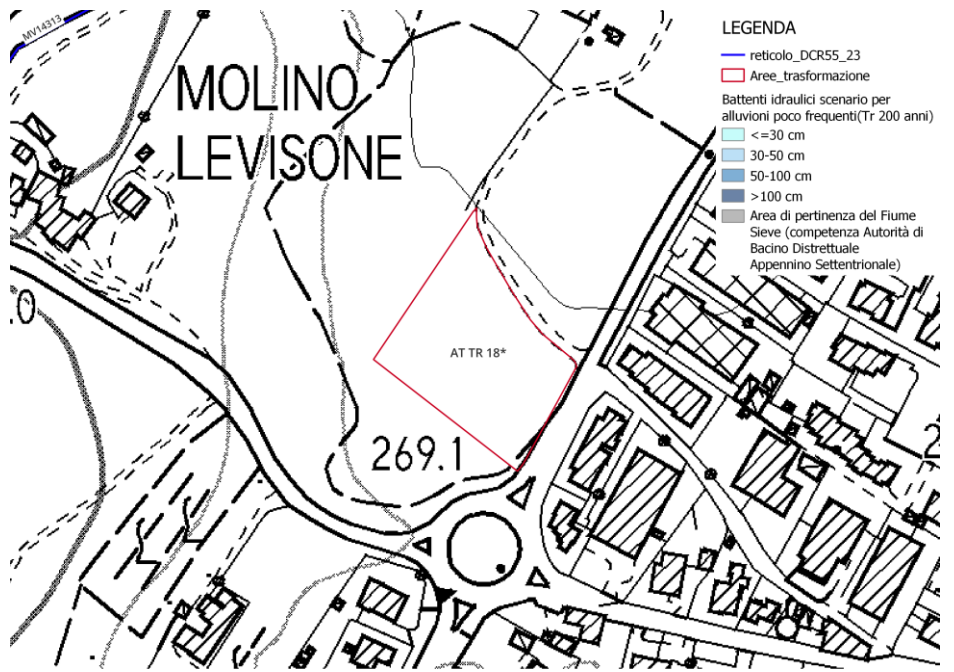 MV14313
MOLINO
LEVISONE
AT TR 18*
269.1
LEGENDA
reticolo_DCR55_23
Aree_trasformazione
Battenti idraulici scenario per
alluvioni poco frequenti(Tr 200 anni)
<=30 cm
30-50 cm
50-100 cm
>100 cm
Area di pertinenza del Fiume
Sieve (competenza Autorità di
Bacino Distrettuale
Appennino Settentrionale)